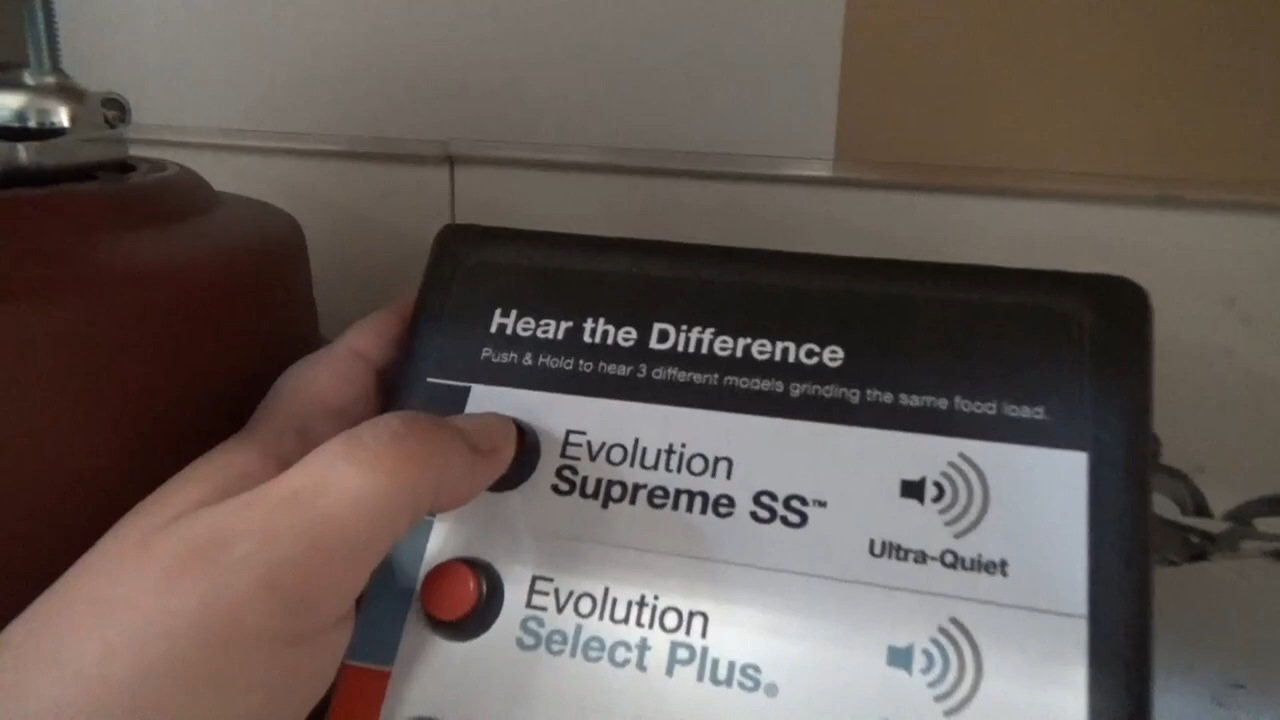 Hear the Difference
Push & Hold to hear 3 different models grinding the same food load.
Evolution
Supreme SS™
Ultra-Quiet
Evolution
Select Plus®